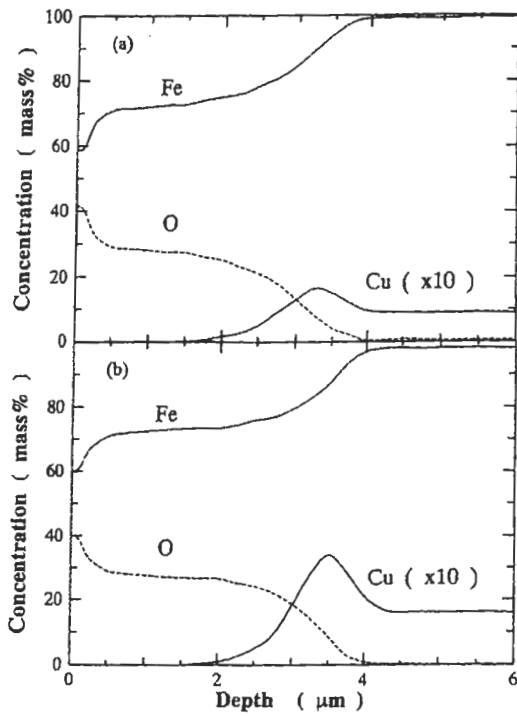 100
(a)
Fe
80
60
O
40
20
Cu ( x10 )
0
Concentration ( mass% )
(b)
80
Fe
60
O
40
Cu ( x10 )
20
0
Concentration ( mass% )
0 2 4 6
Depth ( μm )